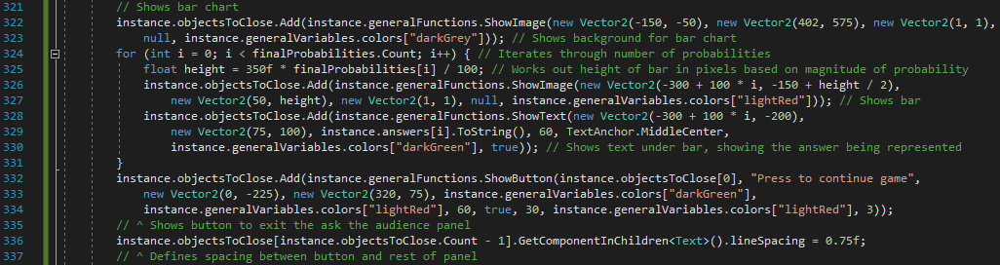 321 // Shows bar chart
322 instance.objectsToClose.Add(instance.generalFunctions.ShowImage(new Vector2(-150, -50), new Vector2(402, 575), new Vector2(1, 1),
323 null, instance.generalVariables.colors["darkGrey"])); // Shows background for bar chart
324 for (int i = 0; i < finalProbabilities.Count; i++) { // Iterates through number of probabilities
325 float height = 350f * finalProbabilities[i] / 100; // Works out height of bar in pixels based on magnitude of probability
326 instance.objectsToClose.Add(instance.generalFunctions.ShowImage(new Vector2(-300 + 100 * i, -150 + height / 2),
327 new Vector2(50, height), new Vector2(1, 1), null, instance.generalVariables.colors["lightRed"])); // Shows bar
328 instance.objectsToClose.Add(instance.generalFunctions.ShowText(new Vector2(-300 + 100 * i, -200),
329 new Vector2(75, 100), instance.answers[i].ToString(), 60, TextAnchor.MiddleCenter,
330 instance.generalVariables.colors["darkGreen"], true)); // Shows text under bar, showing the answer being represented
331 }
332 instance.objectsToClose.Add(instance.generalFunctions.ShowButton(instance.objectsToClose[0], "Press to continue game",
333 new Vector2(0, -225), new Vector2(320, 75), instance.generalVariables.colors["darkGreen"],
334 instance.generalVariables.colors["lightRed"], 60, true, 30, instance.generalVariables.colors["lightRed"], 3));
335 // ^ Shows button to exit the ask the audience panel
336 instance.objectsToClose[instance.objectsToClose.Count - 1].GetComponentInChildren<Text>().lineSpacing = 0.75f;
337 // ^ Defines spacing between button and rest of panel